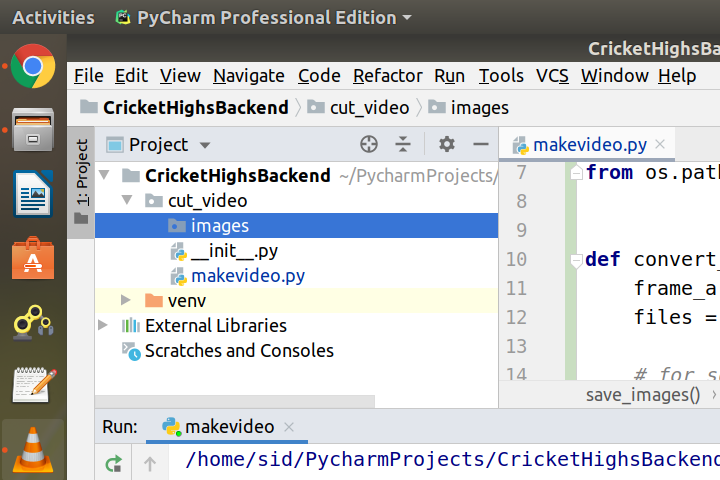 Activities PyCharm Professional Edition
CricketHighsBa
File Edit View Navigate Code Refactor Run Tools VCS Window Help
CricketHighsBackend cut_video images
1: Project
Project
makevideo.py
CricketHighsBackend ~/PycharmProjects/
cut_video
images
__init__.py
makevideo.py
venv
External Libraries
Scratches and Consoles
7 from os.path
8
9
10 def convert_
11 frame_a
12 files =
14 # for so
save_images()
Run: makevideo
/home/sid/PycharmProjects/CricketHighsBackend